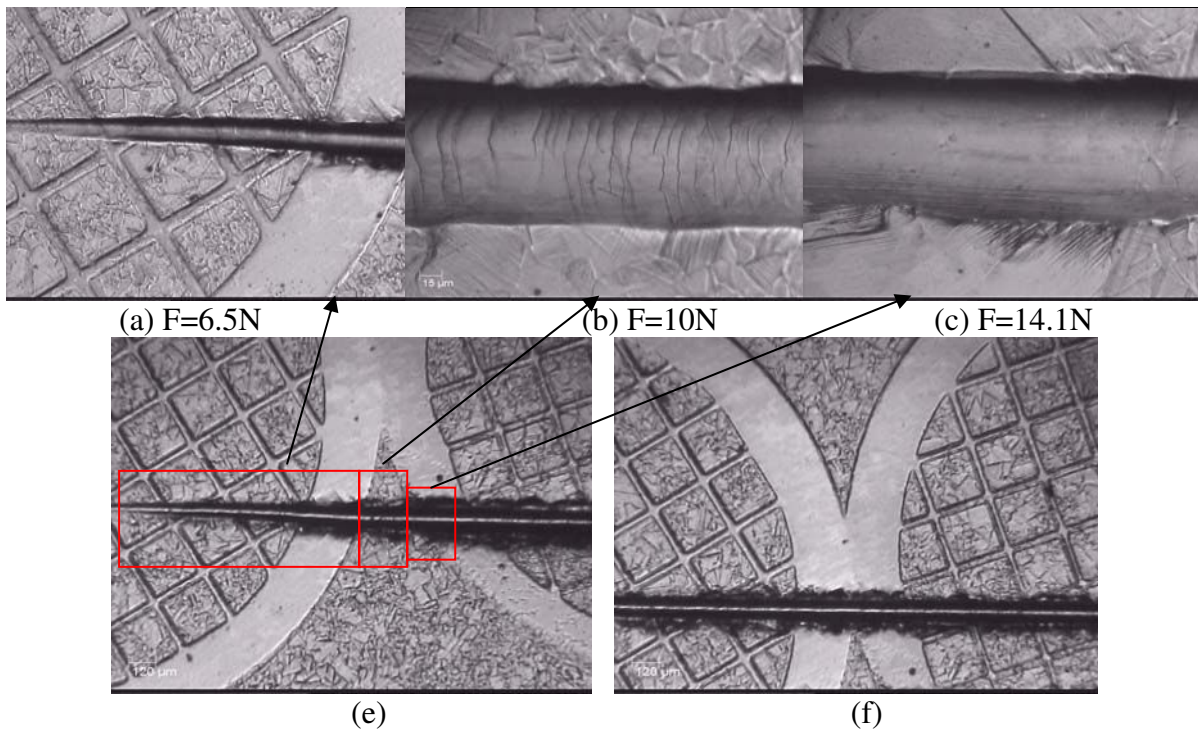 15 µm
(a) F=6.5N
(b) F=10N
(c) F=14.1N
120 µm
120 µm
(e)
(f)